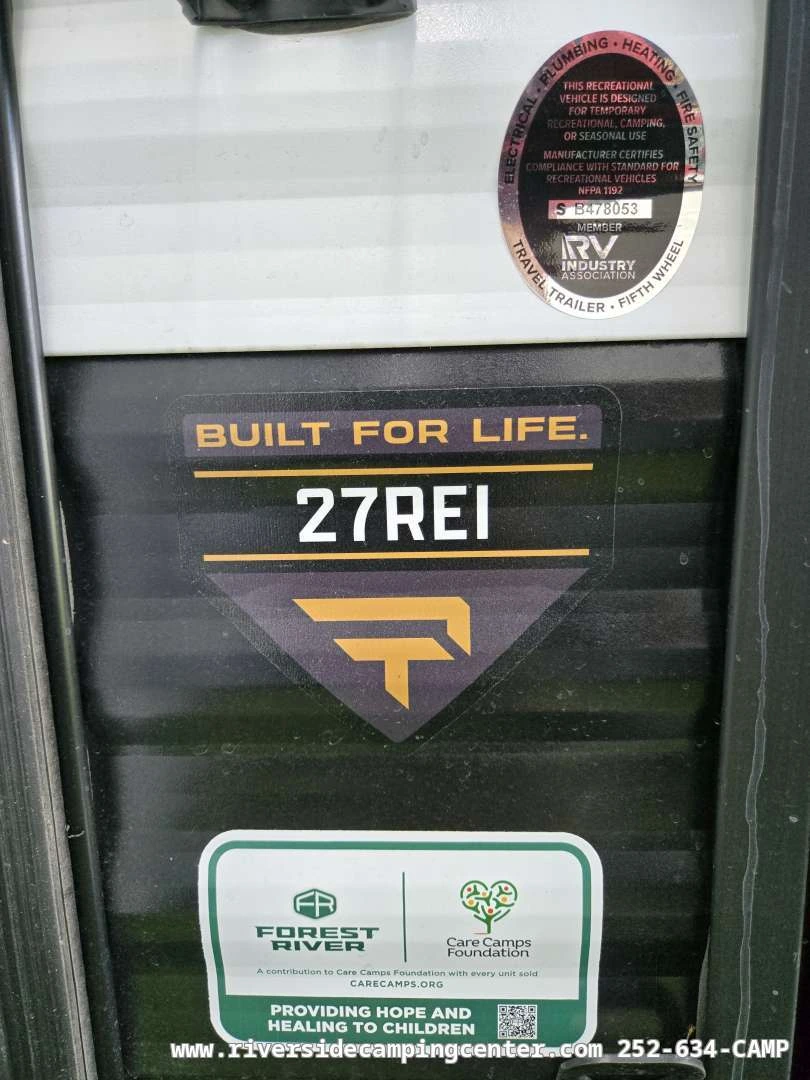 ELECTRICAL • PLUMBING • HEATING • FIRE SAFETY
THIS RECREATIONAL
VEHICLE IS DESIGNED
FOR TEMPORARY
RECREATIONAL, CAMPING,
OR SEASONAL USE
MANUFACTURER CERTIFIES
COMPLIANCE WITH STANDARD FOR
RECREATIONAL VEHICLES
NFPA 1192
S B478053
MEMBER
RV
INDUSTRY
ASSOCIATION
TRAVEL TRAILER • FIFTH WHEEL
BUILT FOR LIFE.
27REI
FR
FOREST
RIVER
Care Camps
Foundation
A contribution to Care Camps Foundation with every unit sold
CARECAMPS.ORG
PROVIDING HOPE AND
HEALING TO CHILDREN
www.riversidecampingcenter.com 252-634-CAMP